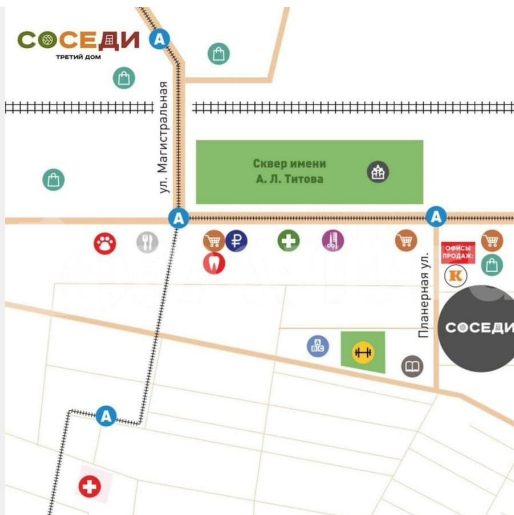 СОСЕДИ
ТРЕТИЙ ДОМ
А
ул. Магистральная
Сквер имени
А. Л. Титова
А
А
₽
Планерная ул.
ОФИСЫ
ПРОДАЖ:
К
СОСЕДИ
A
B C
А